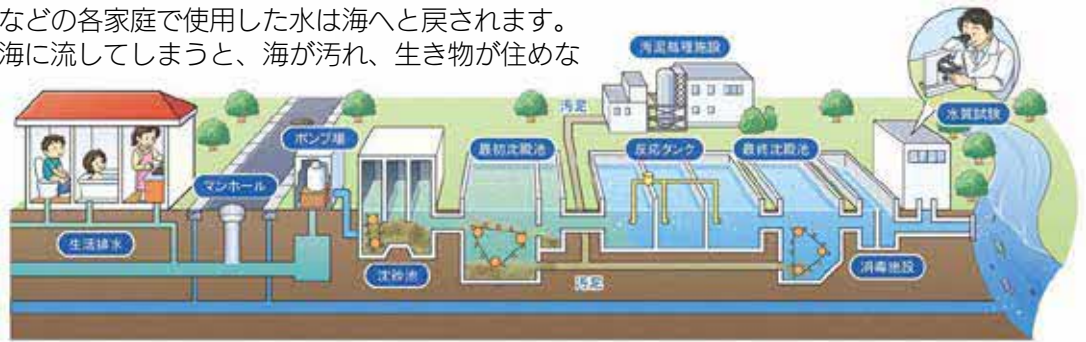 などの各家庭で使用した水は海へと戻されます。
海に流してしまうと、海が汚れ、生き物が住めな
汚泥処理施設
水質試験
汚泥
ポンプ場
最初沈殿池
反応タンク
最終沈殿池
マンホール
生活排水
沈砂池
汚泥
消毒施設